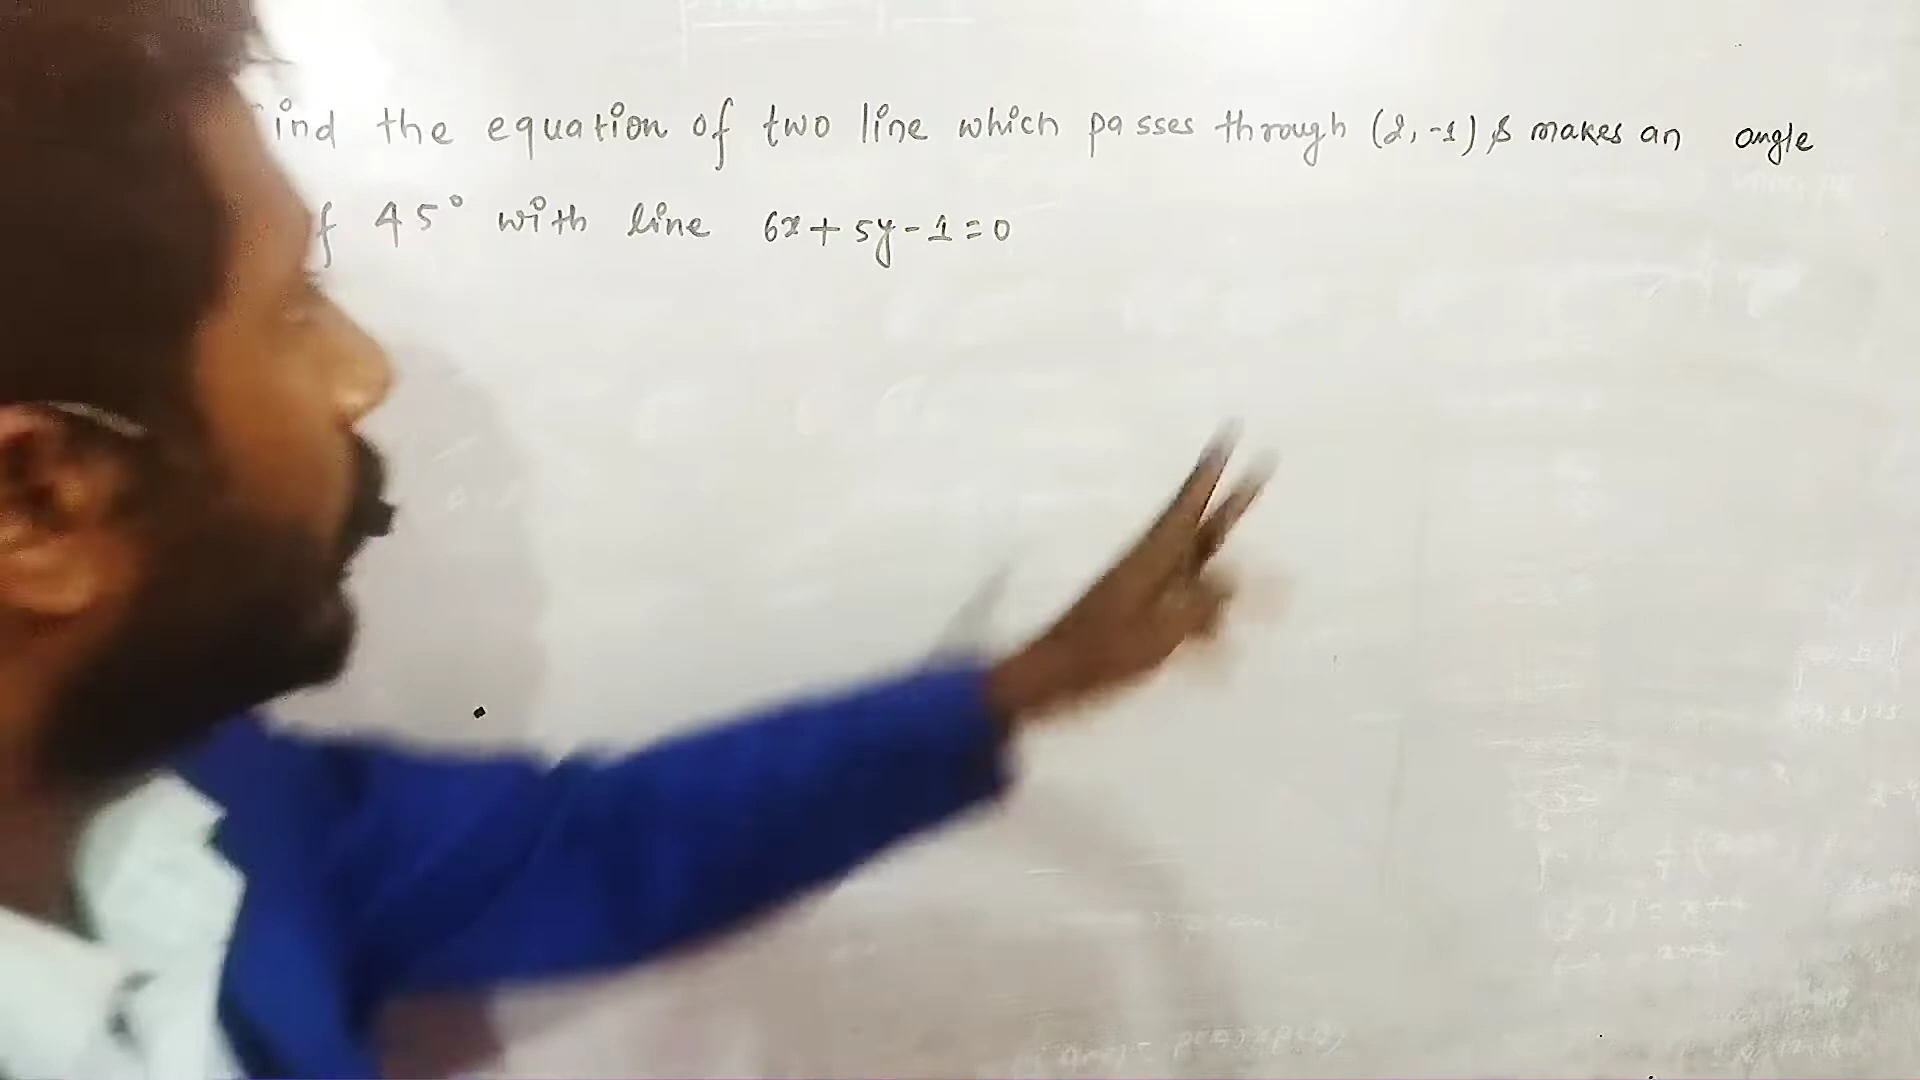 ind the equation of two line which passes through (2, -1) & makes an angle
f 45° with line 6x + 5y - 1 = 0